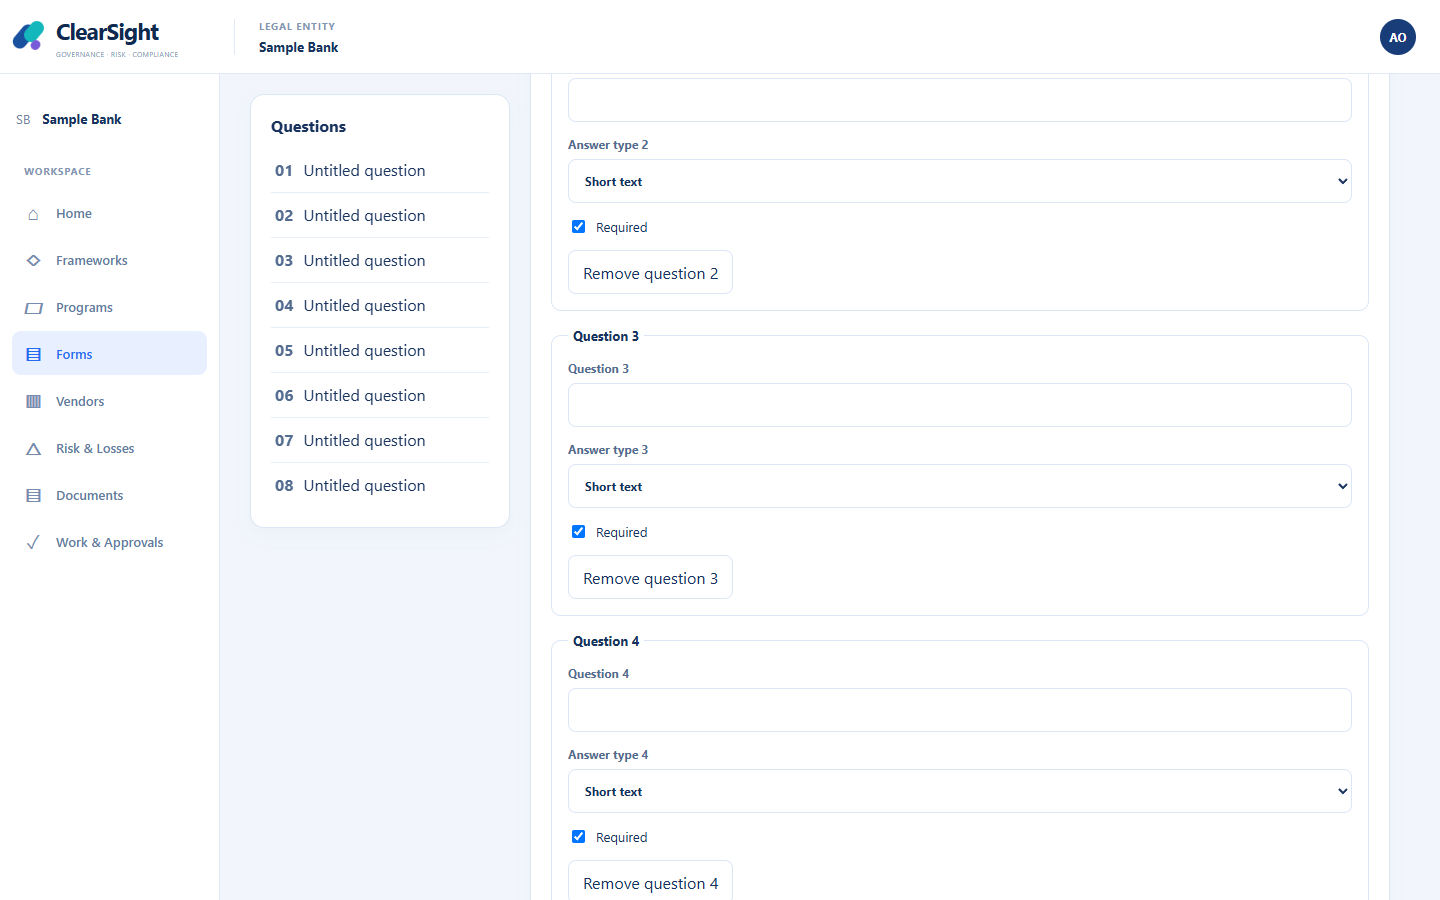 ClearSight
GOVERNANCE · RISK · COMPLIANCE
LEGAL ENTITY
Sample Bank
AO
SB Sample Bank
WORKSPACE
Home
Frameworks
Programs
Forms
Vendors
Risk & Losses
Documents
Work & Approvals
Questions
01 Untitled question
02 Untitled question
03 Untitled question
04 Untitled question
05 Untitled question
06 Untitled question
07 Untitled question
08 Untitled question
Answer type 2
Short text
Required
Remove question 2
Question 3
Question 3
Answer type 3
Short text
Required
Remove question 3
Question 4
Question 4
Answer type 4
Short text
Required
Remove question 4